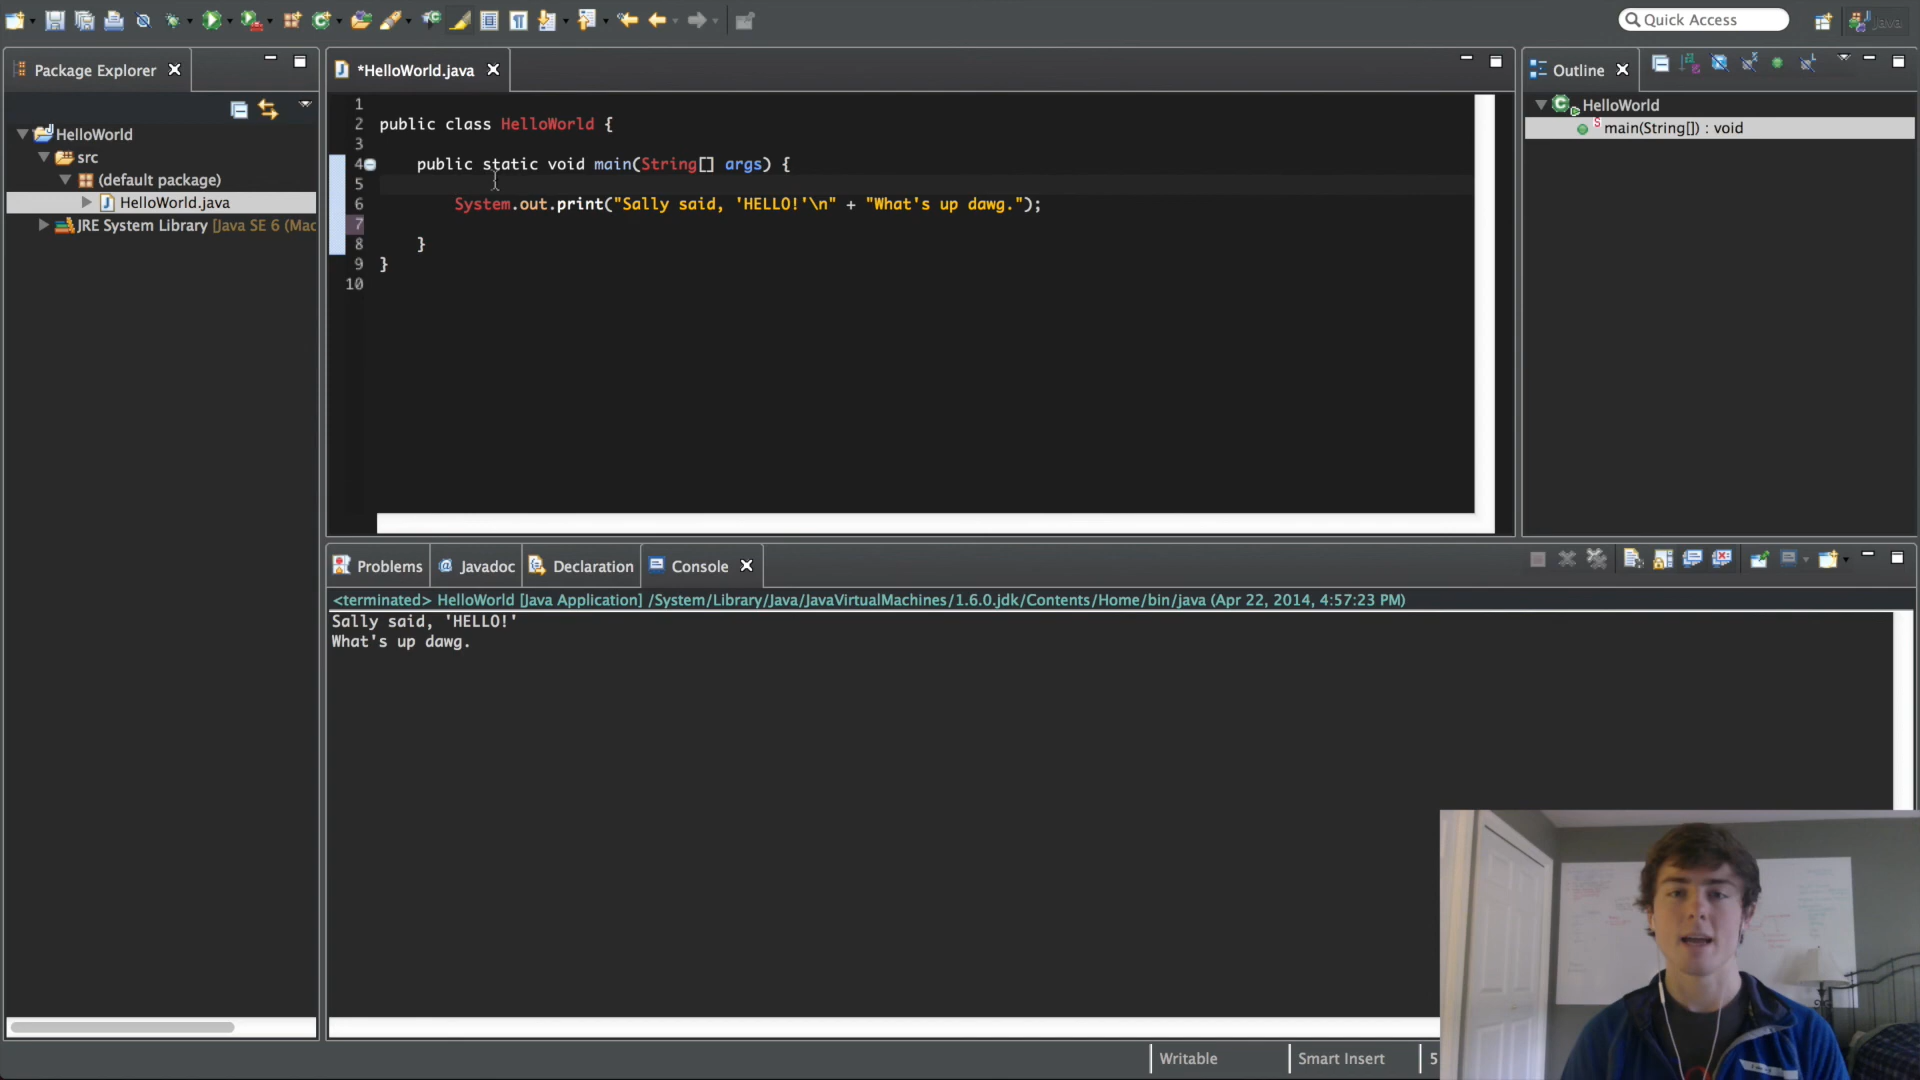 Quick Access
Java
Package Explorer
HelloWorld
src
(default package)
HelloWorld.java
JRE System Library [Java SE 6 (Mac
*HelloWorld.java
1
2 public class HelloWorld {
3
4 public static void main(String[] args) {
5
6 System.out.print("Sally said, 'HELLO!'\n" + "What's up dawg.");
7
8 }
9 }
10
Outline
HelloWorld
main(String[]) : void
Problems
Javadoc
Declaration
Console
<terminated> HelloWorld [Java Application] /System/Library/Java/JavaVirtualMachines/1.6.0.jdk/Contents/Home/bin/java (Apr 22, 2014, 4:57:23 PM)
Sally said, 'HELLO!'
What's up dawg.
Writable
Smart Insert
5